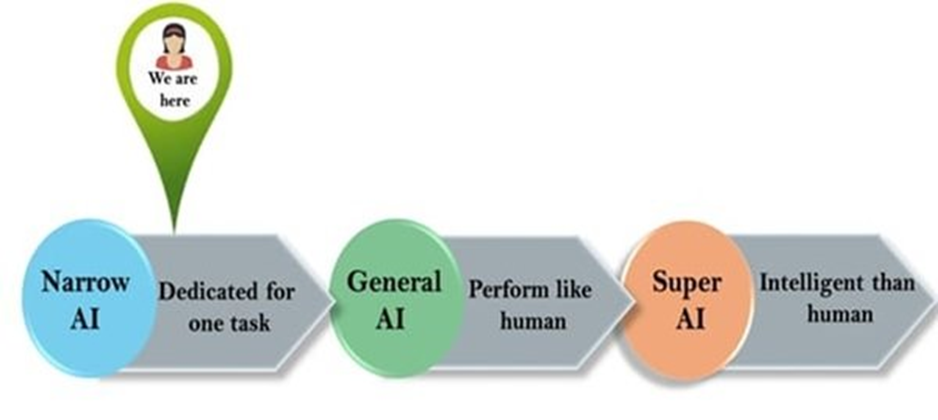 We are
here
Narrow
AI
Dedicated for
one task
General
AI
Perform like
human
Super
AI
Intelligent than
human